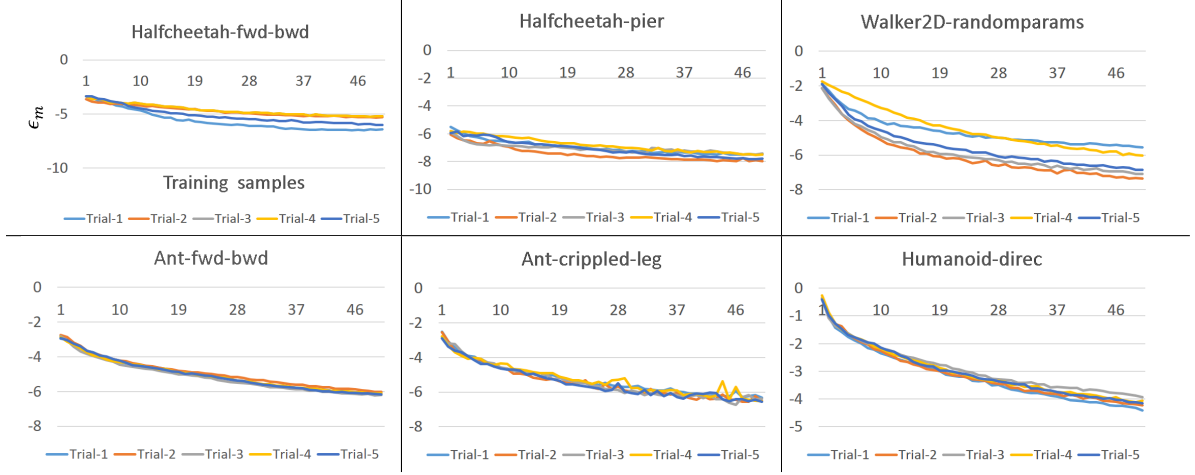 Halfcheetah-fwd-bwd
0
1 10 19 28 37 46
-5
-10
ϵm
Training samples
Trial-1 Trial-2 Trial-3 Trial-4 Trial-5
Halfcheetah-pier
0
1 10 19 28 37 46
-2
-4
-6
-8
-10
Trial-1 Trial-2 Trial-3 Trial-4 Trial-5
Walker2D-randomparams
0
1 10 19 28 37 46
-2
-4
-6
-8
Trial-1 Trial-2 Trial-3 Trial-4 Trial-5
Ant-fwd-bwd
0
1 10 19 28 37 46
-2
-4
-6
-8
Trial-1 Trial-2 Trial-3 Trial-4 Trial-5
Ant-crippled-leg
0
1 10 19 28 37 46
-2
-4
-6
-8
Trial-1 Trial-2 Trial-3 Trial-4 Trial-5
Humanoid-direc
0
1 10 19 28 37 46
-1
-2
-3
-4
-5
Trial-1 Trial-2 Trial-3 Trial-4 Trial-5